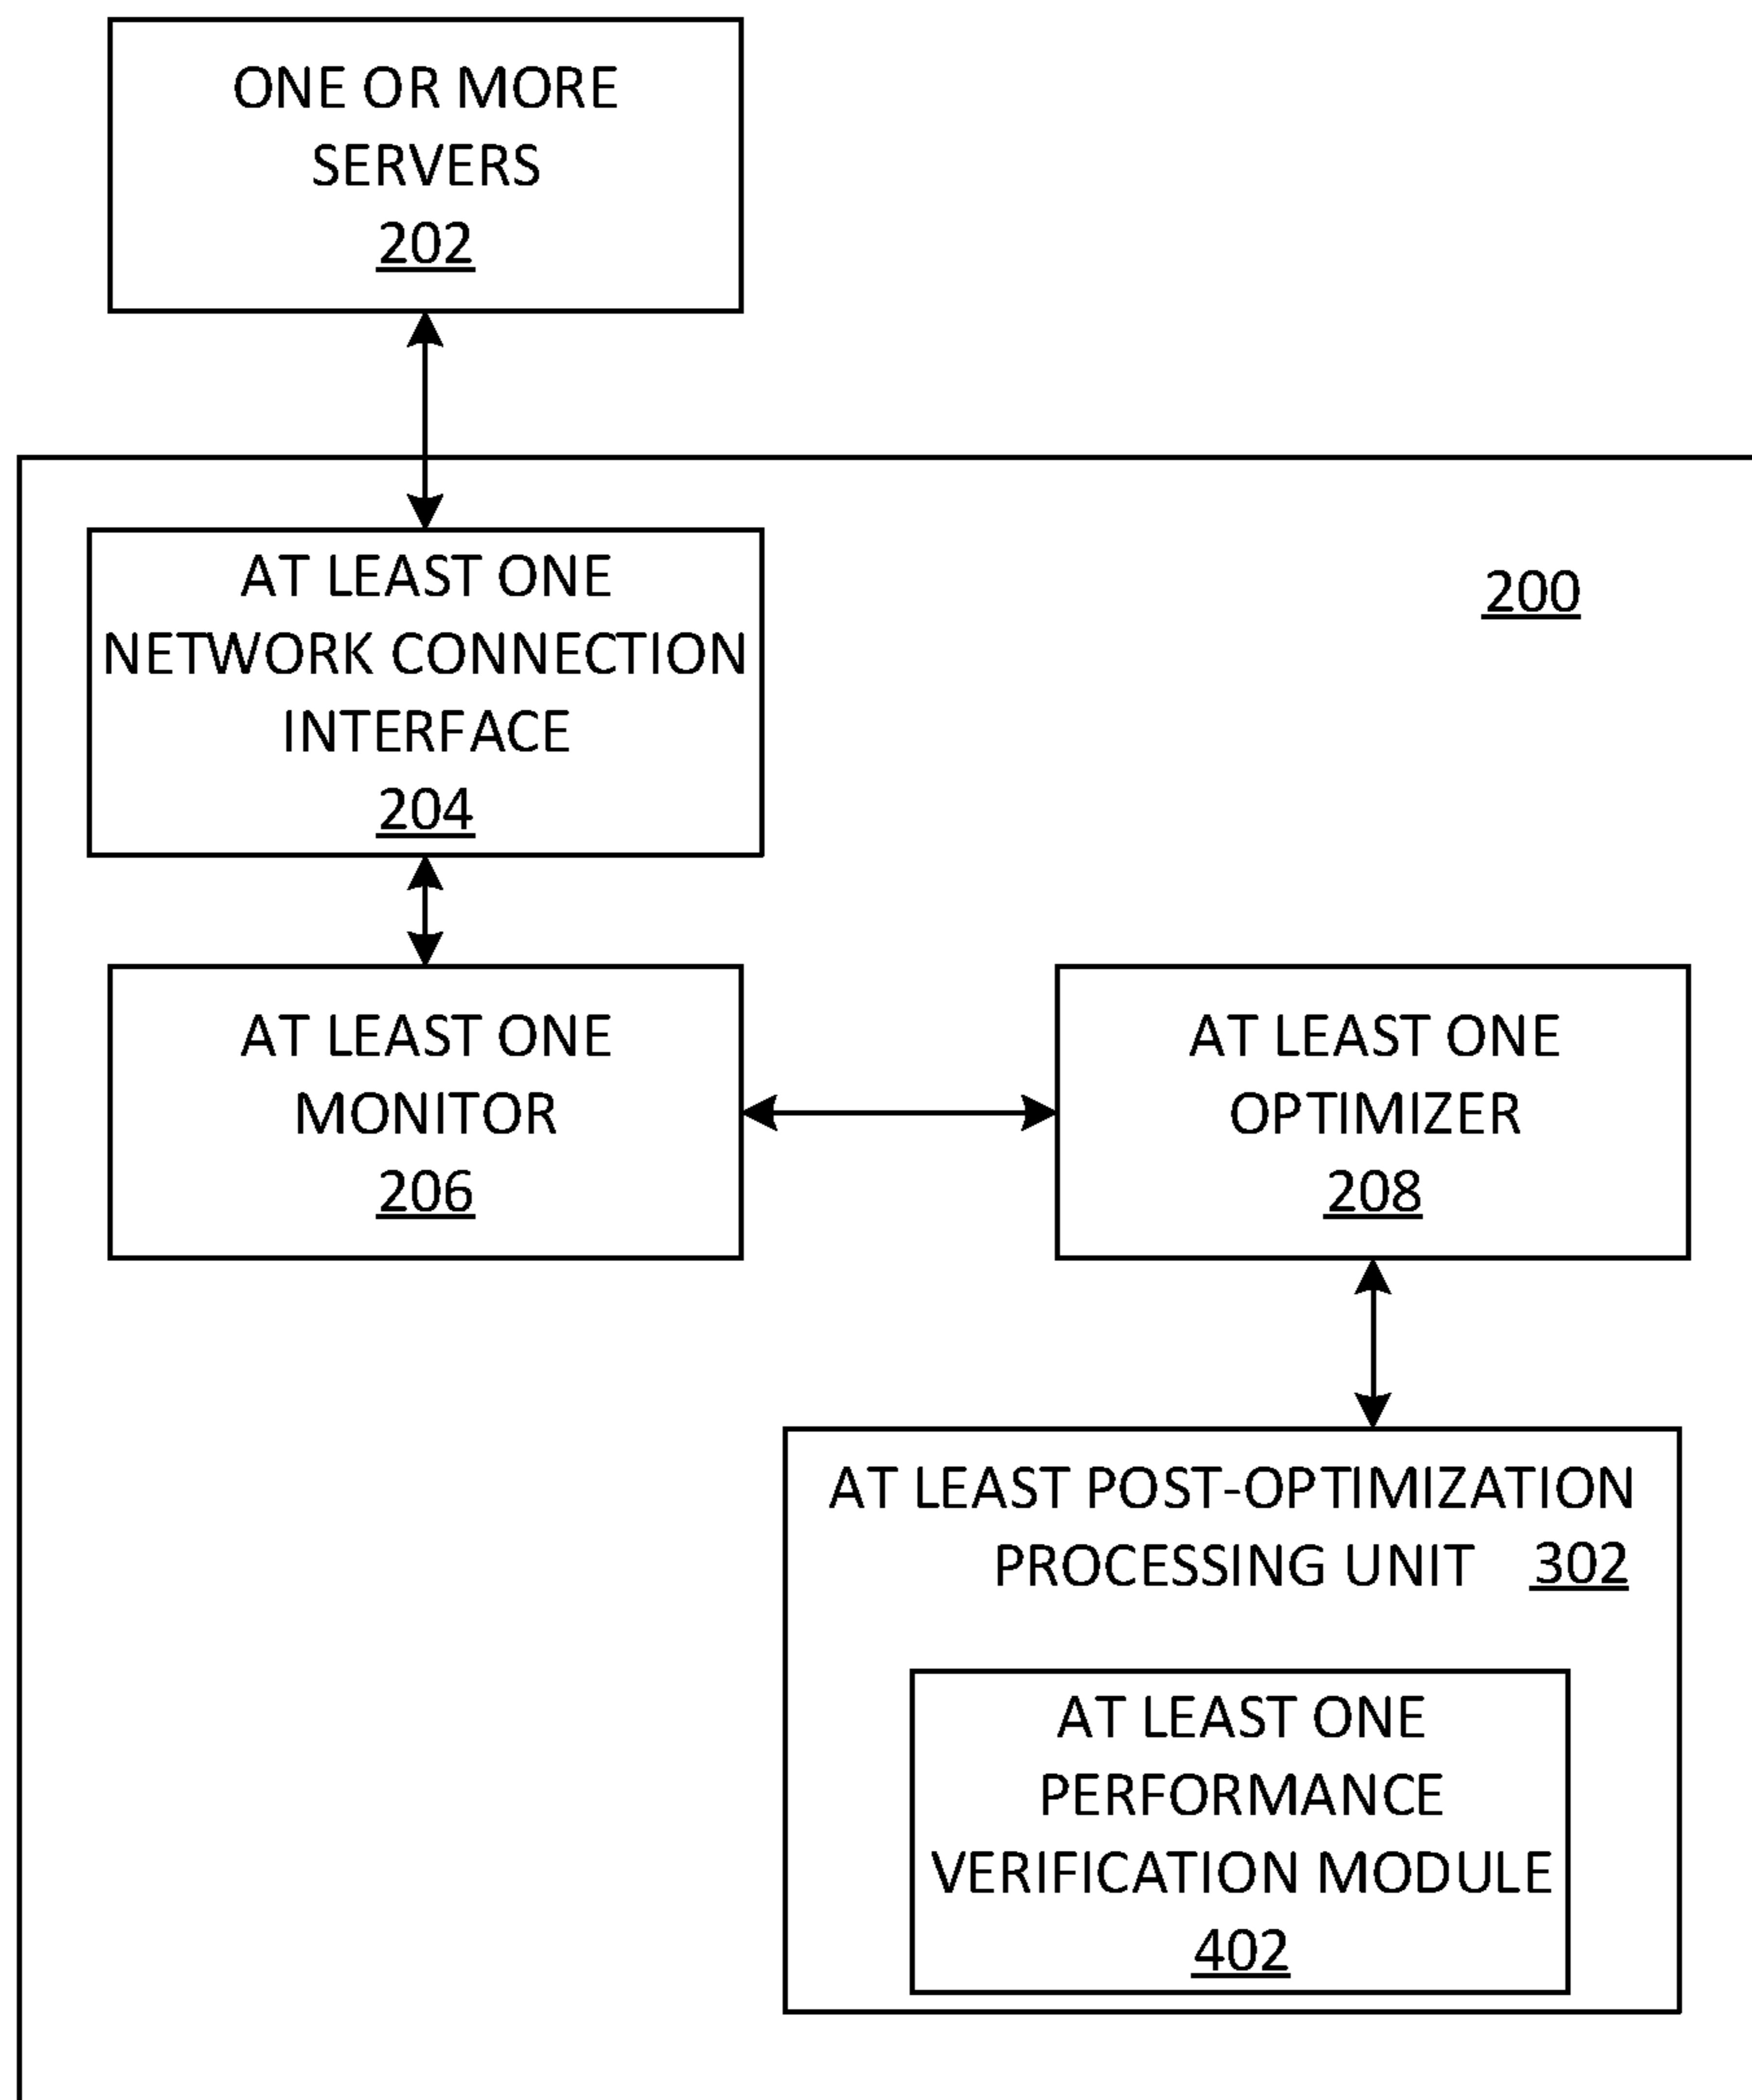 ONE OR MORE
SERVERS
202
AT LEAST ONE
NETWORK CONNECTION
INTERFACE
204
200
AT LEAST ONE
MONITOR
206
AT LEAST ONE
OPTIMIZER
208
AT LEAST POST-OPTIMIZATION
PROCESSING UNIT 302
AT LEAST ONE
PERFORMANCE
VERIFICATION MODULE
402